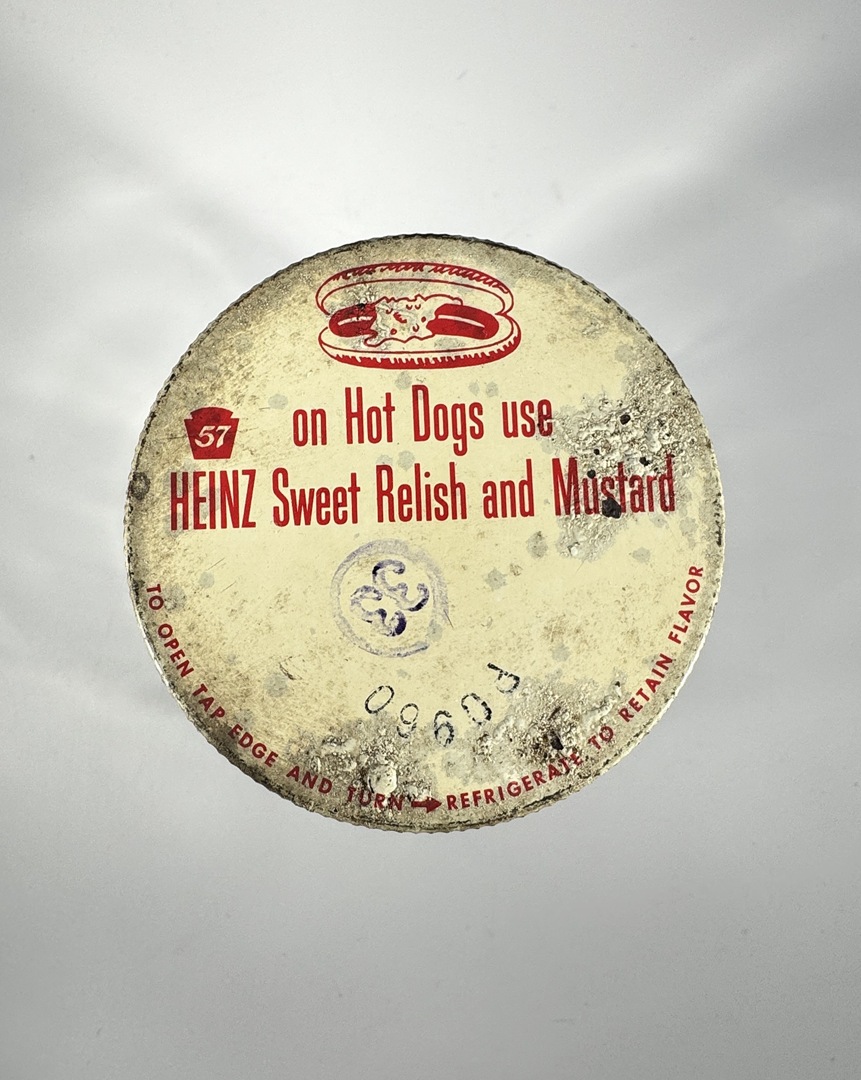 57
on Hot Dogs use
HEINZ Sweet Relish and Mustard
33
TO OPEN TAP EDGE AND TURN → REFRIGERATE TO RETAIN FLAVOR